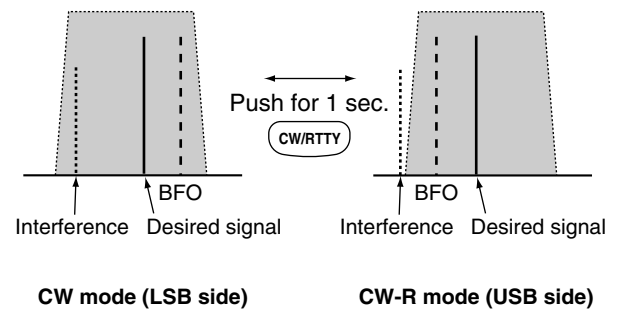 Push for 1 sec.
CW/RTTY
BFO
BFO
Interference
Desired signal
Interference
Desired signal
CW mode (LSB side)
CW-R mode (USB side)